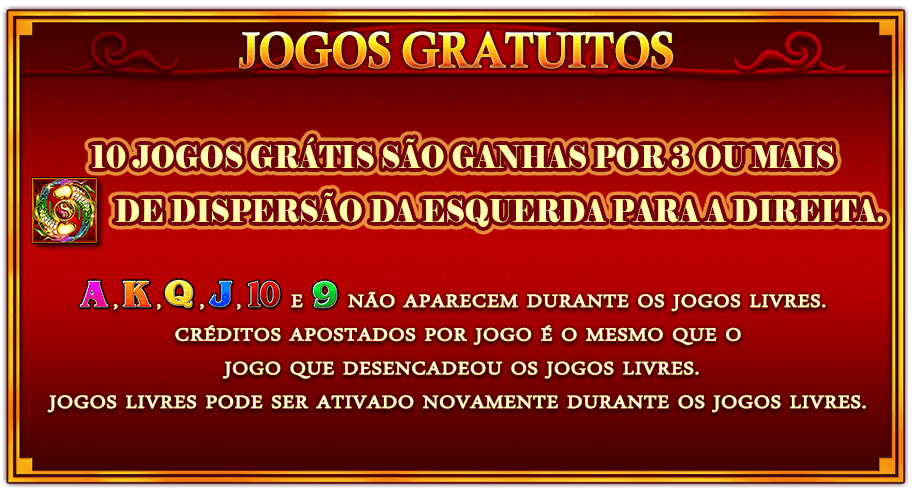 JOGOS GRATUITOS
10 JOGOS GRÁTIS SÃO GANHAS POR 3 OU MAIS
DE DISPERSÃO DA ESQUERDA PARA A DIREITA.
A,K,Q,J,10 E 9 NÃO APARECEM DURANTE OS JOGOS LIVRES.
CRÉDITOS APOSTADOS POR JOGO É O MESMO QUE O
JOGO QUE DESENCADEOU OS JOGOS LIVRES.
JOGOS LIVRES PODE SER ATIVADO NOVAMENTE DURANTE OS JOGOS LIVRES.